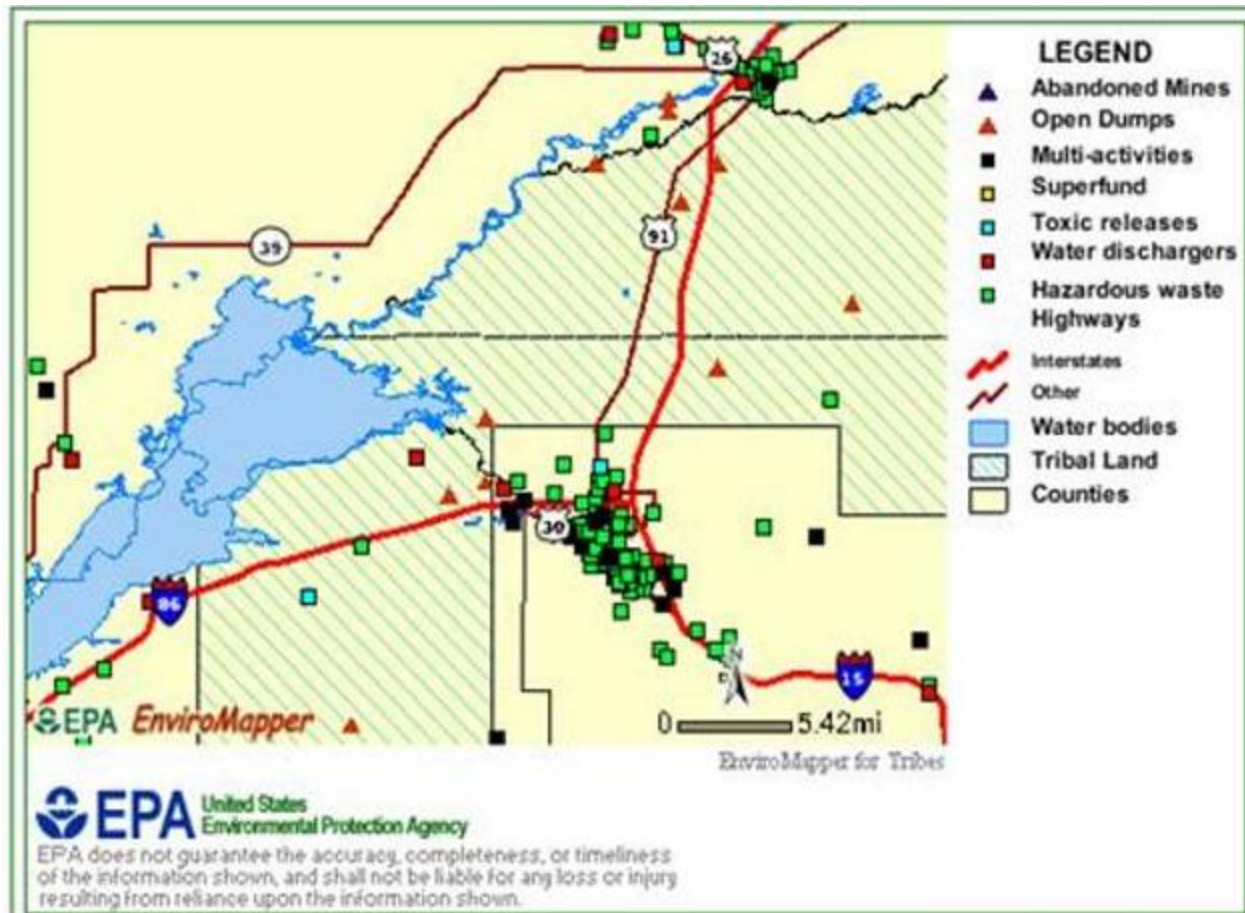 26
39
91
30
86
15
N
EPA EnviroMapper
0 5.42mi
EnviroMapper for Tribes
LEGEND
Abandoned Mines
Open Dumps
Multi-activities
Superfund
Toxic releases
Water dischargers
Hazardous waste
Highways
Interstates
Other
Water bodies
Tribal Land
Counties
EPA United States
Environmental Protection Agency
EPA does not guarantee the accuracy, completeness, or timeliness
of the information shown, and shall not be liable for any loss or injury
resulting from reliance upon the information shown.